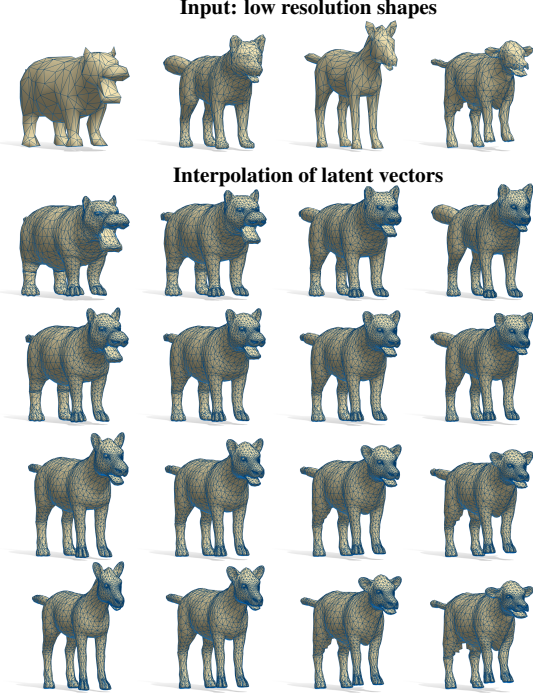 Input: low resolution shapes
Interpolation of latent vectors